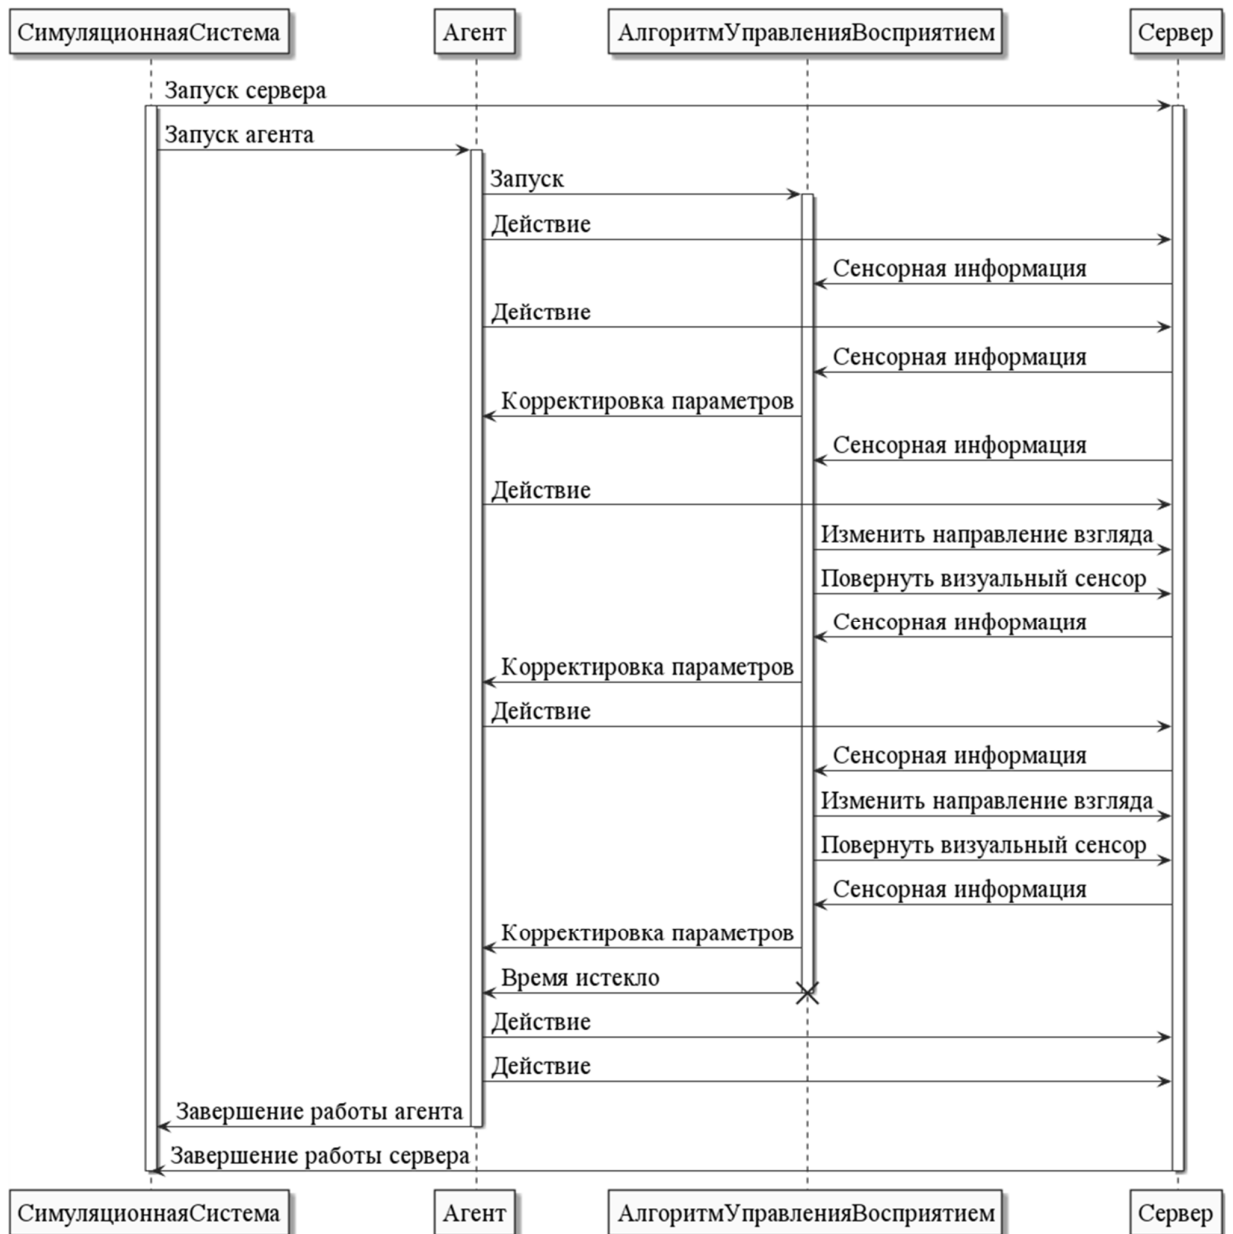 СимуляционнаяСистема
Агент
АлгоритмУправленияВосприятием
Сервер
Запуск сервера
Запуск агента
Запуск
Действие
Сенсорная информация
Действие
Сенсорная информация
Корректировка параметров
Сенсорная информация
Действие
Изменить направление взгляда
Повернуть визуальный сенсор
Сенсорная информация
Корректировка параметров
Действие
Сенсорная информация
Изменить направление взгляда
Повернуть визуальный сенсор
Сенсорная информация
Корректировка параметров
Время истекло
Действие
Действие
Завершение работы агента
Завершение работы сервера
СимуляционнаяСистема
Агент
АлгоритмУправленияВосприятием
Сервер